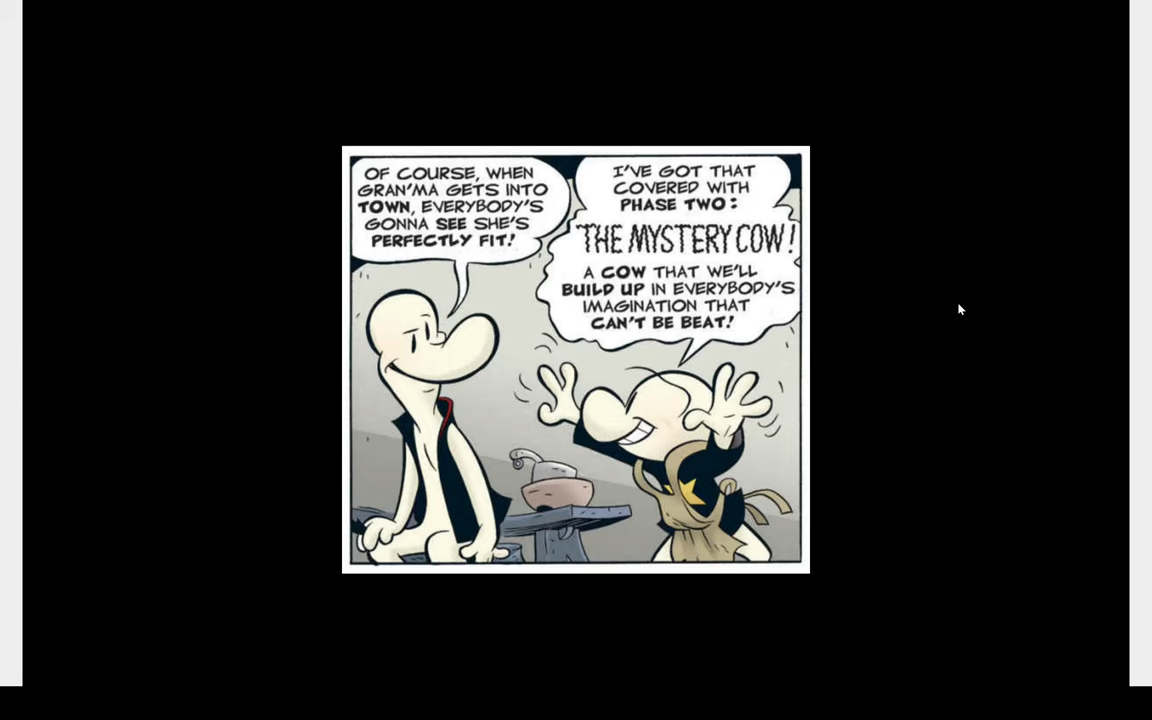 OF COURSE, WHEN
GRAN'MA GETS INTO
TOWN, EVERYBODY'S
GONNA SEE SHE'S
PERFECTLY FIT!
I'VE GOT THAT
COVERED WITH
PHASE TWO:
THE MYSTERY COW!
A COW THAT WE'LL
BUILD UP IN EVERYBODY'S
IMAGINATION THAT
CAN'T BE BEAT!